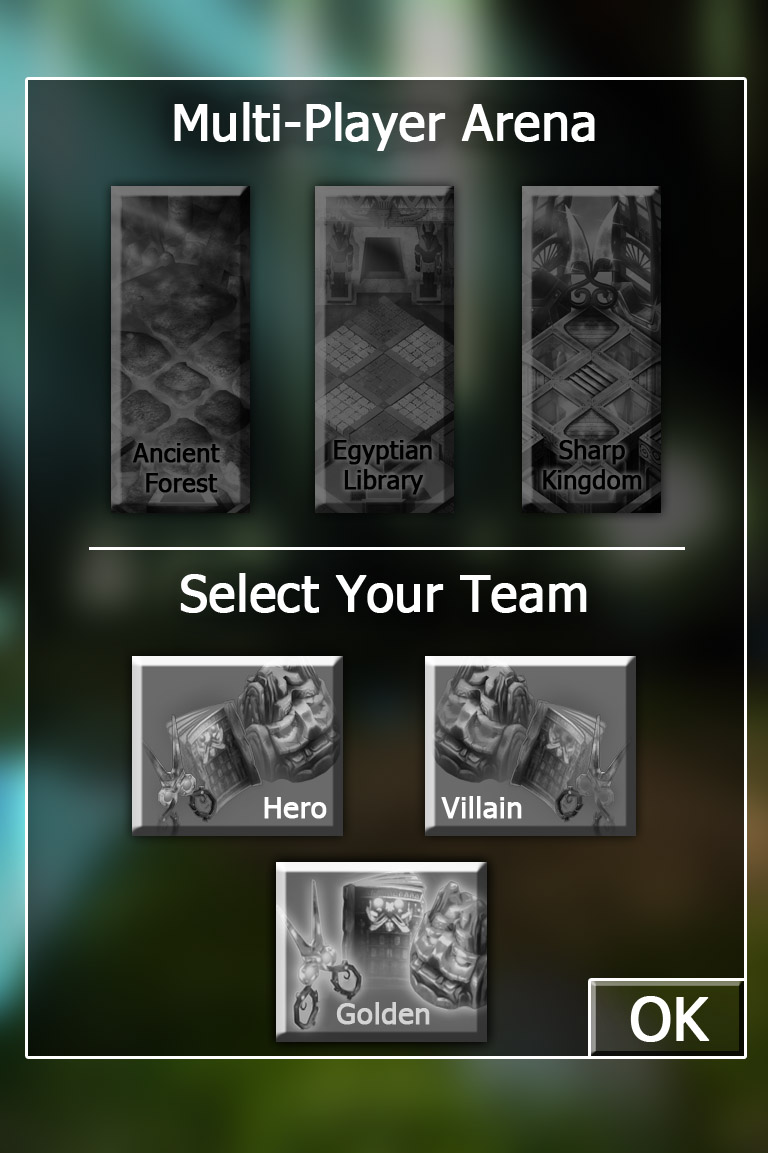 Multi-Player Arena
Ancient
Forest
Egyptian
Library
Sharp
Kingdom
Select Your Team
Hero
Villain
Golden
OK